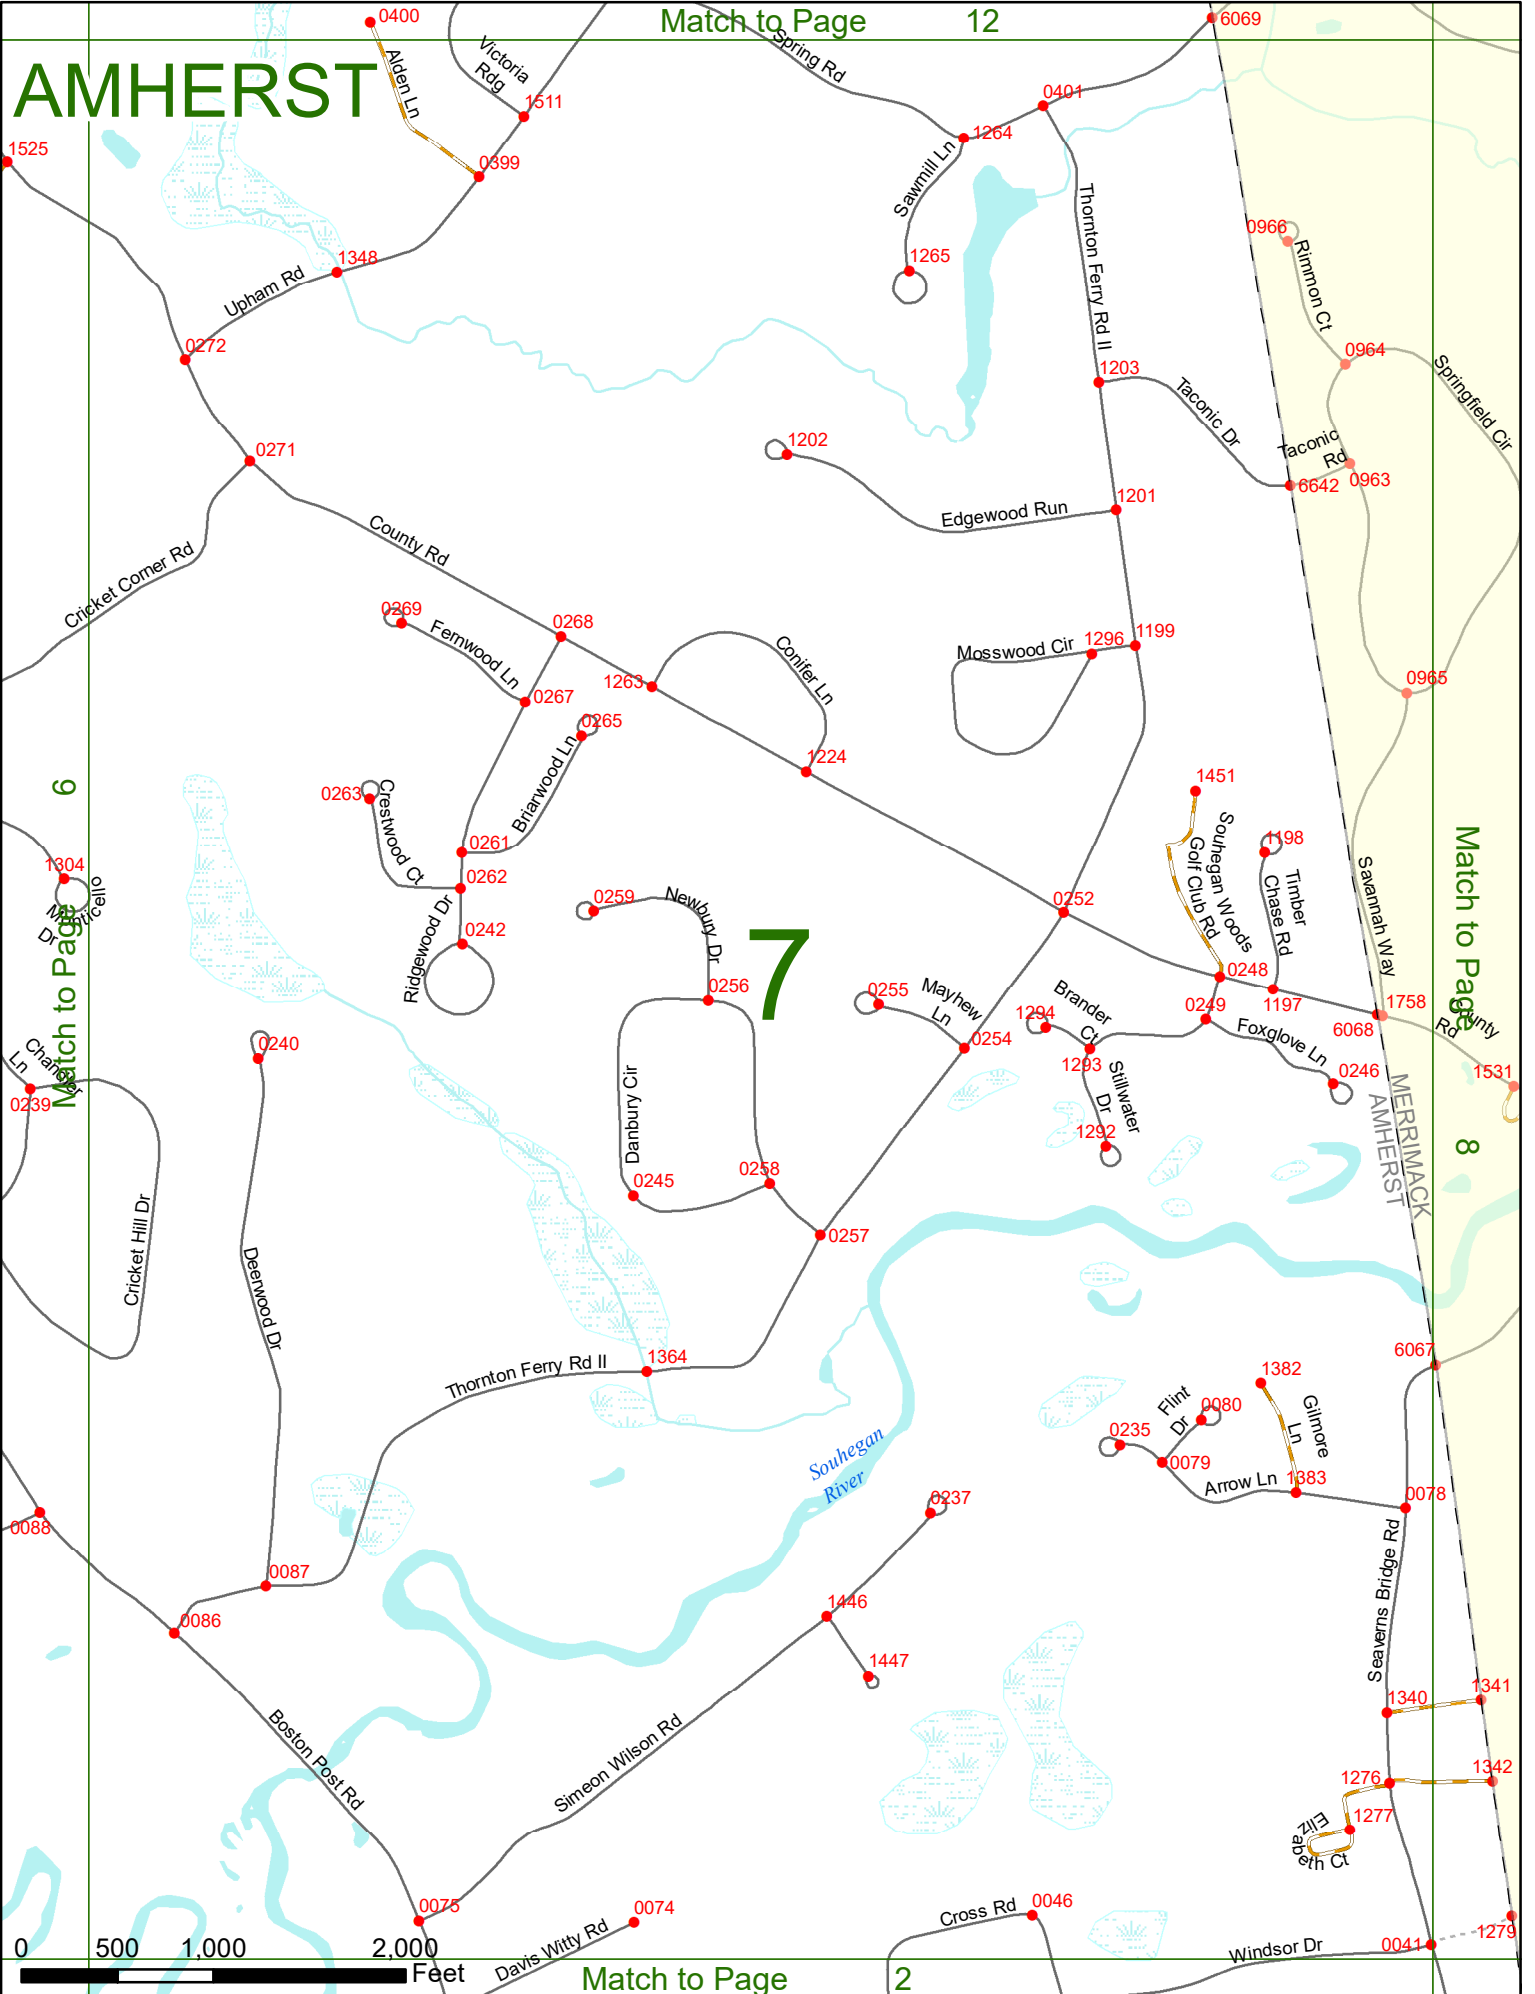 Match to Page 12
0400
6069
AMHERST
Alden Ln
Victoria
Rdg
1511
Spring Rd
0401
1264
1525
0399
Sawmill Ln
Thornton Ferry Rd II
0966
Rimmon Ct
1348
1265
Upham Rd
0272
0964
1203
Springfield Cir
Taconic Dr
Taconic
Rd
0271
1202
0963
6642
1201
Edgewood Run
County Rd
Cricket Corner Rd
0269
Fernwood Ln
0268
Conifer Ln
Mosswood Cir
1296
1199
1263
0267
0965
0265
Briarwood Ln
1224
0263
Crestwood Ct
1451
Souhegan Woods
Golf Club Rd
1198
Timber
Chase Rd
Savannah Way
6
Match to Page
Match to Page
8
0261
1304
Monticello
Dr
0262
0259
Newbury Dr
0252
Ridgewood Dr
0242
7
0248
1197
0256
0255
Mayhew
Ln
Brander
Ct
1294
0249
Foxglove Ln
6068
1758
County
Rd
0240
Chandler
Ln
0254
1293
0246
1531
0239
Stillwater
Dr
MERRIMACK
AMHERST
Danbury Cir
1292
0245
0258
Cricket Hill Dr
0257
Deerwood Dr
6067
1364
Thornton Ferry Rd II
1382
Gilmore
Ln
Flint
Dr
0080
0235
0079
Souhegan
River
Arrow Ln
1383
0078
0237
0088
Seaverns Bridge Rd
0087
0086
1446
1447
1340
1341
Boston Post Rd
Simeon Wilson Rd
1276
1342
1277
Elizabeth Ct
0075
0074
Cross Rd
0046
Davis Witty Rd
Windsor Dr
0041
1279
0 500 1,000 2,000
Feet
Match to Page 2